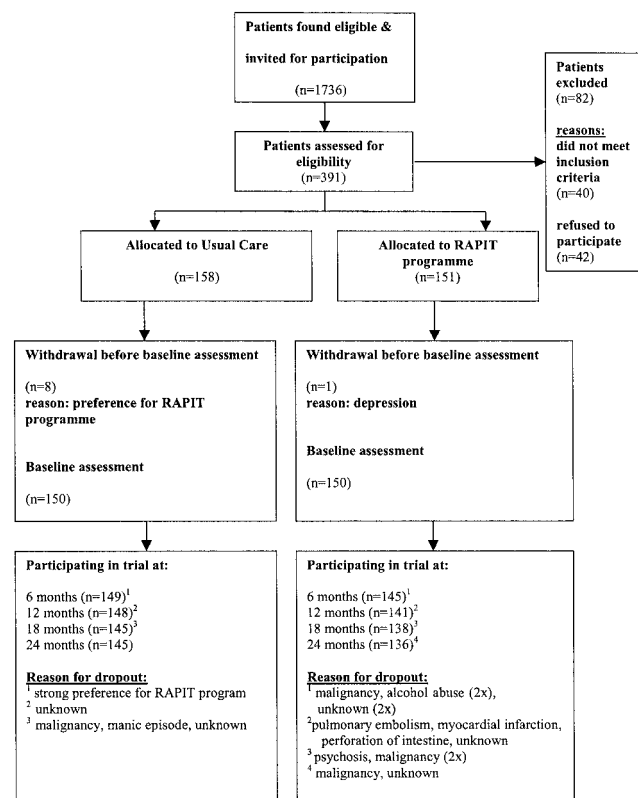 Patients found eligible &
invited for participation
(n=1736)
Patients assessed for
eligibility
(n=391)
Patients
excluded
(n=82)
reasons:
did not meet
inclusion
criteria
(n=40)
refused to
participate
(n=42)
Allocated to Usual Care
(n=158)
Allocated to RAPIT
programme
(n=151)
Withdrawal before baseline assessment
(n=8)
reason: preference for RAPIT
programme
Baseline assessment
(n=150)
Withdrawal before baseline assessment
(n=1)
reason: depression
Baseline assessment
(n=150)
Participating in trial at:
6 months (n=149)¹
12 months (n=148)²
18 months (n=145)³
24 months (n=145)
Reason for dropout:
¹ strong preference for RAPIT program
² unknown
³ malignancy, manic episode, unknown
Participating in trial at:
6 months (n=145)¹
12 months (n=141)²
18 months (n=138)³
24 months (n=136)⁴
Reason for dropout:
¹ malignancy, alcohol abuse (2x),
unknown (2x)
²pulmonary embolism, myocardial infarction,
perforation of intestine, unknown
³ psychosis, malignancy (2x)
⁴ malignancy, unknown